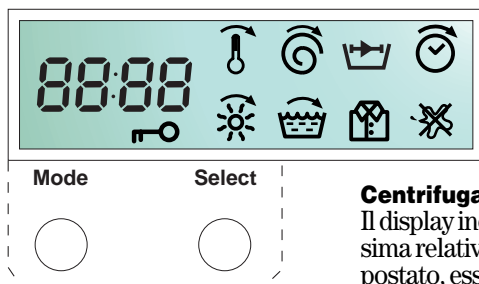 88:88
Mode Select
Centrifuga
Il display in
sima relativ
postato, ess